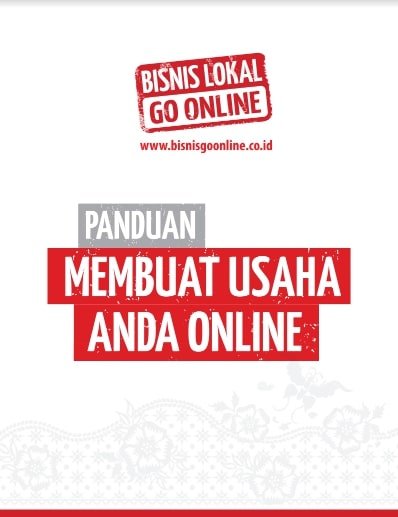 BISNIS LOKAL
GO ONLINE
www.bisnisgoonline.co.id
PANDUAN
MEMBUAT USAHA
ANDA ONLINE